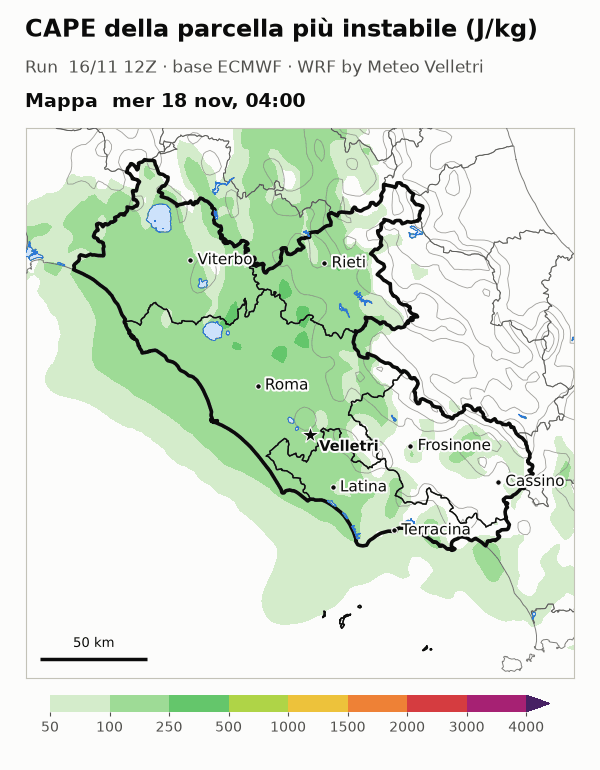 CAPE della parcella più instabile (J/kg)
Run 16/11 12Z · base ECMWF · WRF by Meteo Velletri
Mappa mer 18 nov, 04:00
Viterbo
Rieti
Roma
Velletri
Frosinone
Latina
Cassino
Terracina
50 km
50 100 250 500 1000 1500 2000 3000 4000